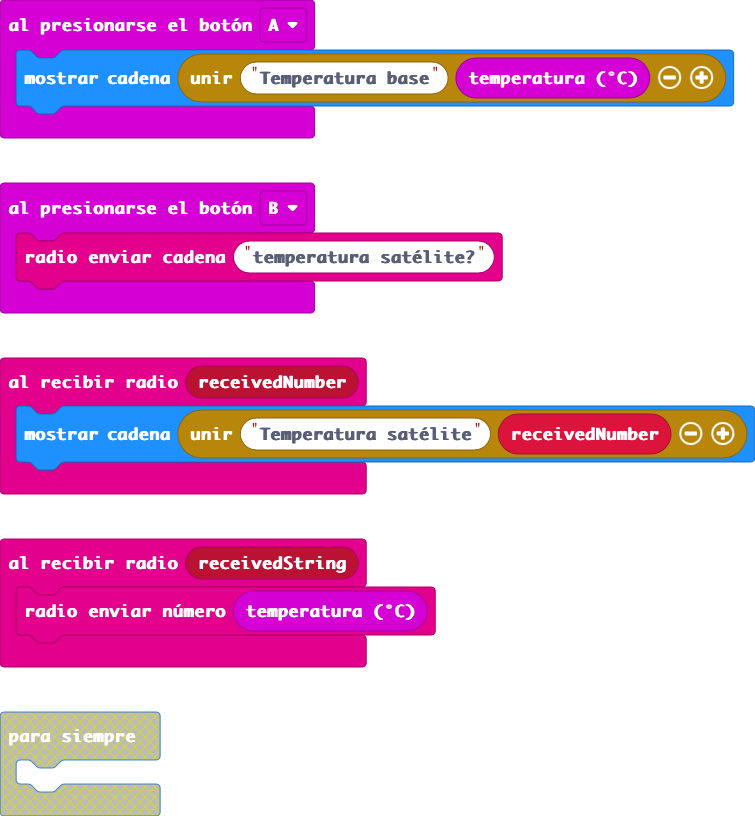 al presionarse el botón A
mostrar cadena unir "Temperatura base" temperatura (°C)
al presionarse el botón B
radio enviar cadena "temperatura satélite?"
al recibir radio receivedNumber
mostrar cadena unir "Temperatura satélite" receivedNumber
al recibir radio receivedString
radio enviar número temperatura (°C)
para siempre